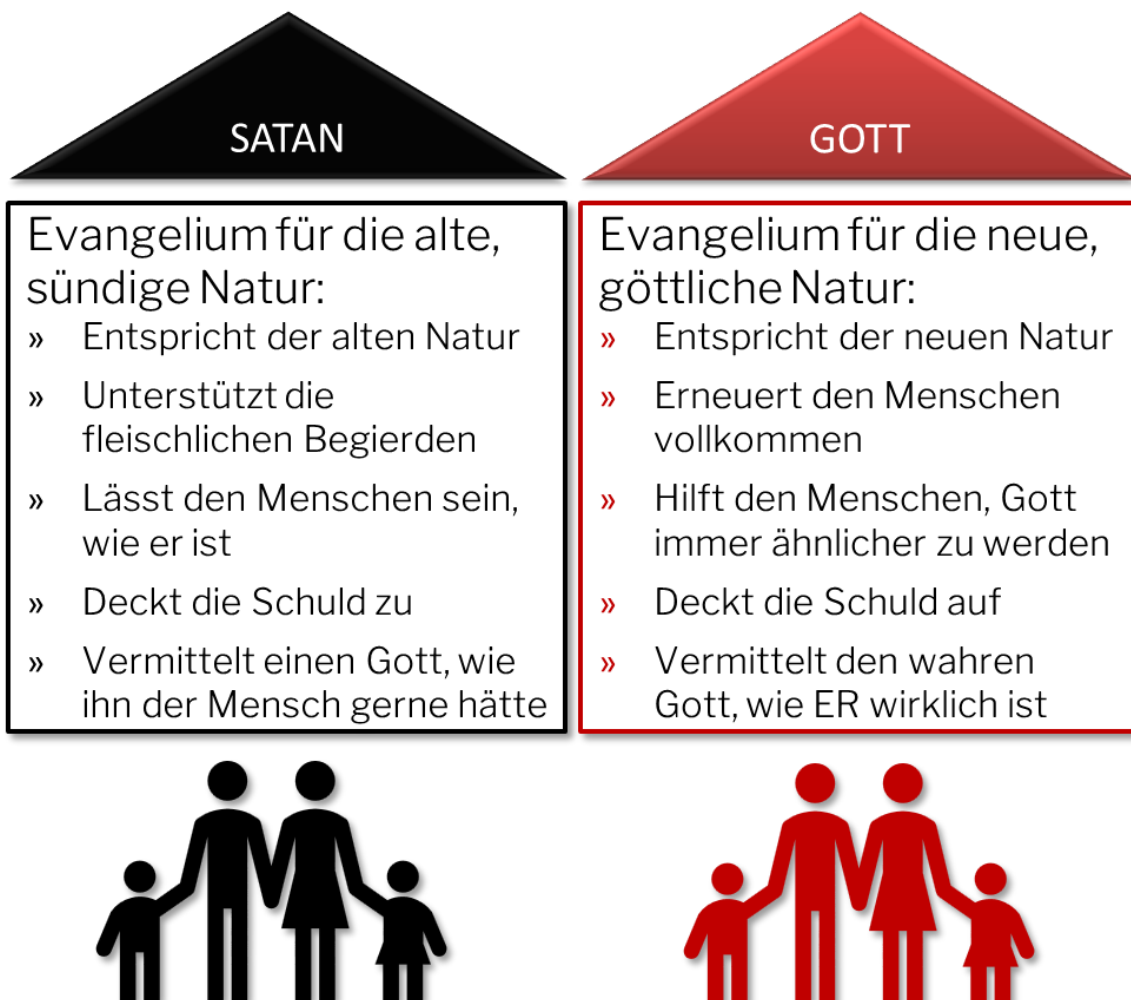 SATAN
Evangelium für die alte,
sündige Natur:
» Entspricht der alten Natur
» Unterstützt die
fleischlichen Begierden
» Lässt den Menschen sein,
wie er ist
» Deckt die Schuld zu
» Vermittelt einen Gott, wie
ihn der Mensch gerne hätte
GOTT
Evangelium für die neue,
göttliche Natur:
» Entspricht der neuen Natur
» Erneuert den Menschen
vollkommen
» Hilft den Menschen, Gott
immer ähnlicher zu werden
» Deckt die Schuld auf
» Vermittelt den wahren
Gott, wie ER wirklich ist